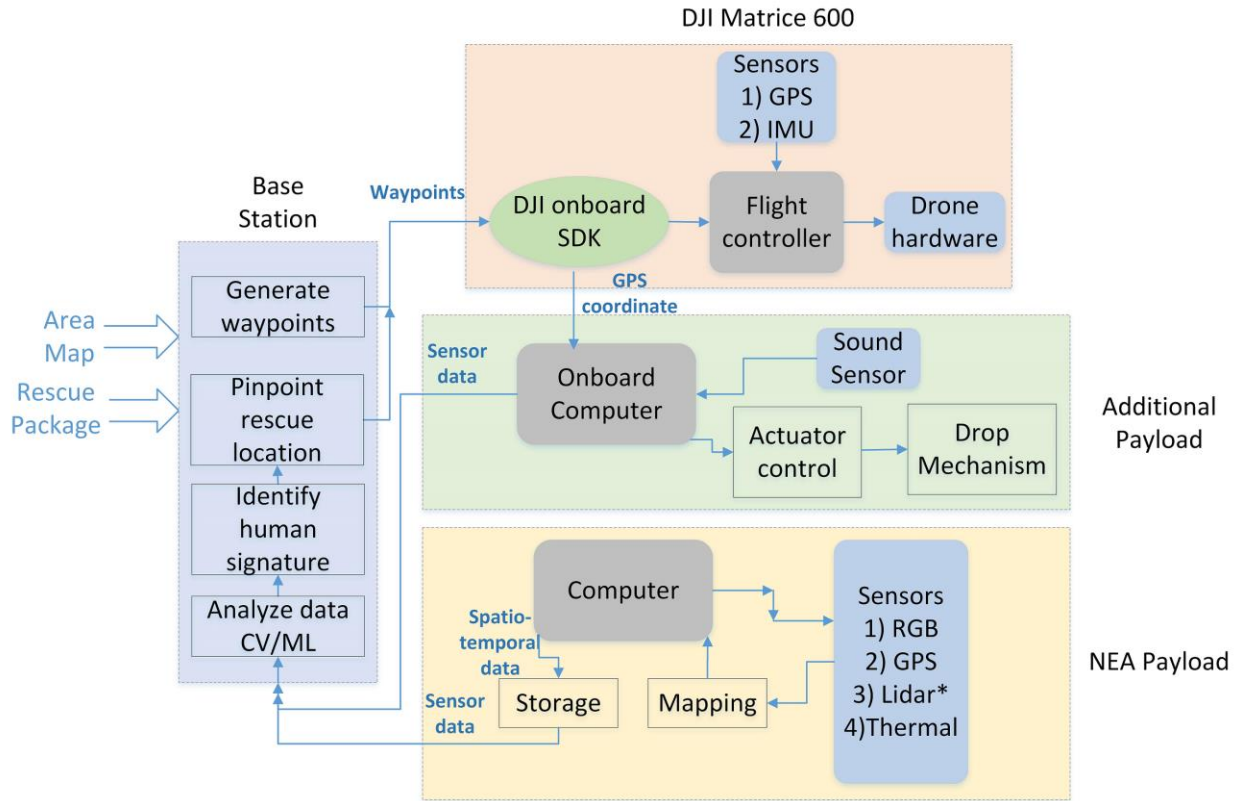 DJI Matrice 600
Sensors
1) GPS
2) IMU
Base
Station
Waypoints
DJI onboard
SDK
Flight
controller
Drone
hardware
GPS
coordinate
Generate
waypoints
Area
Map
Rescue
Package
Pinpoint
rescue
location
Identify
human
signature
Analyze data
CV/ML
Sensor
data
Onboard
Computer
Sound
Sensor
Actuator
control
Drop
Mechanism
Additional
Payload
Computer
Spatio-
temporal
data
Storage
Mapping
Sensors
1) RGB
2) GPS
3) Lidar*
4)Thermal
Sensor
data
NEA Payload